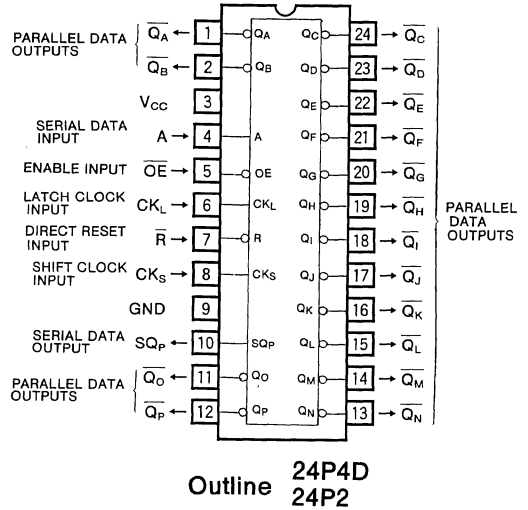 PARALLEL DATA
OUTPUTS
Q̅A̅ 1 QA QC 24 Q̅C̅
Q̅B̅ 2 QB QD 23 Q̅D̅
VCC 3 QE 22 Q̅E̅
SERIAL DATA
INPUT
A 4 A QF 21 Q̅F̅
ENABLE INPUT O̅E̅ 5 OE QG 20 Q̅G̅
LATCH CLOCK
INPUT
CKL 6 CKL QH 19 Q̅H̅
DIRECT RESET
INPUT
R̅ 7 R QI 18 Q̅I̅
SHIFT CLOCK
INPUT
CKS 8 CKS QJ 17 Q̅J̅
GND 9 QK 16 Q̅K̅
SERIAL DATA
OUTPUT
SQP 10 SQP QL 15 Q̅L̅
PARALLEL DATA
OUTPUTS
Q̅O̅ 11 QO QM 14 Q̅M̅
Q̅P̅ 12 QP QN 13 Q̅N̅
PARALLEL
DATA
OUTPUTS
Outline 24P4D
24P2